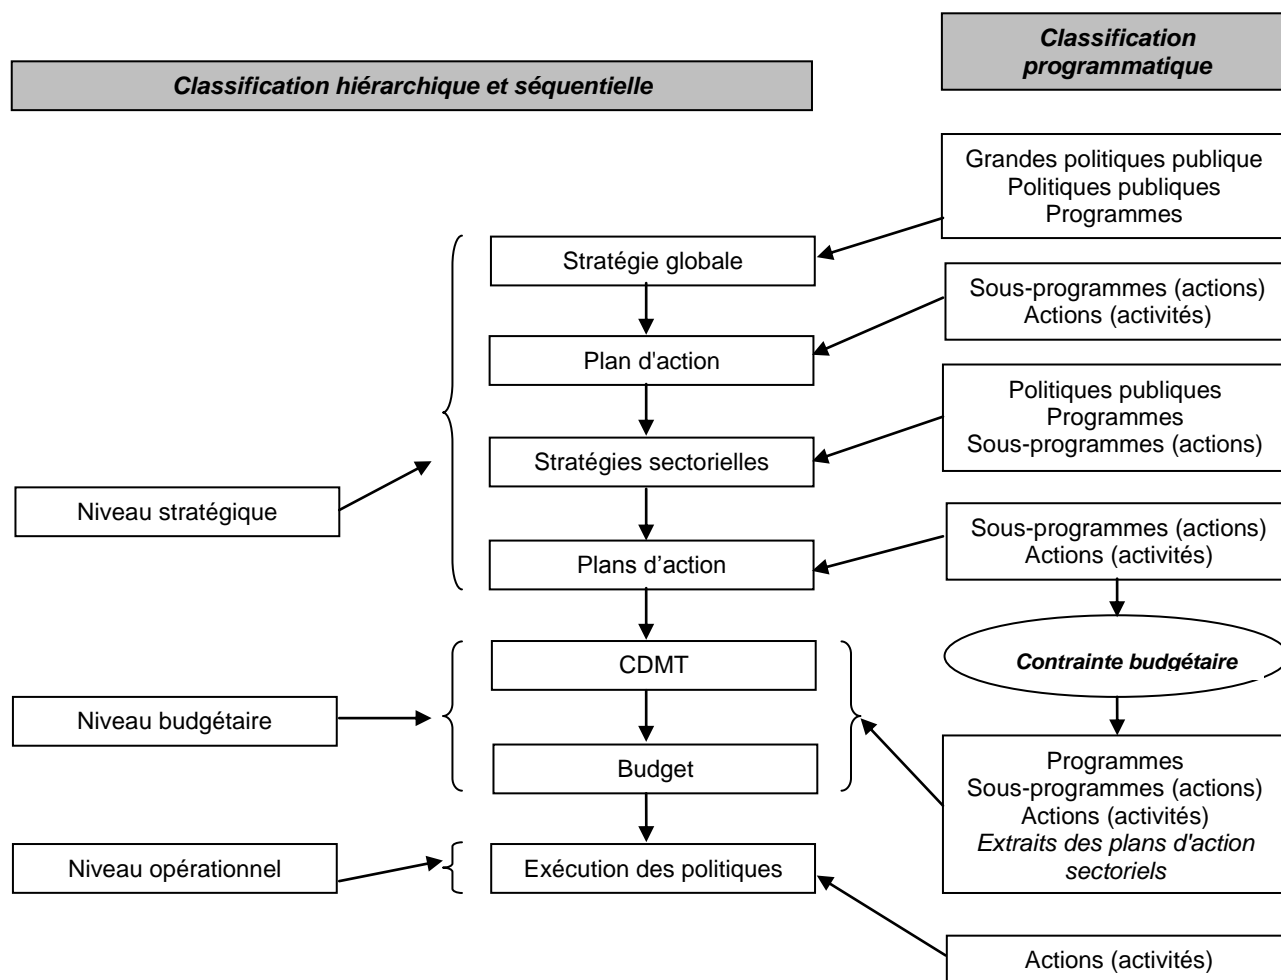 Classification hiérarchique et séquentielle
Classification
programmatique
Grandes politiques publique
Politiques publiques
Programmes
Stratégie globale
Sous-programmes (actions)
Actions (activités)
Plan d'action
Politiques publiques
Programmes
Sous-programmes (actions)
Stratégies sectorielles
Niveau stratégique
Sous-programmes (actions)
Actions (activités)
Plans d’action
CDMT
Contrainte budgétaire
Niveau budgétaire
Budget
Programmes
Sous-programmes (actions)
Actions (activités)
Extraits des plans d'action
sectoriels
Niveau opérationnel
Exécution des politiques
Actions (activités)